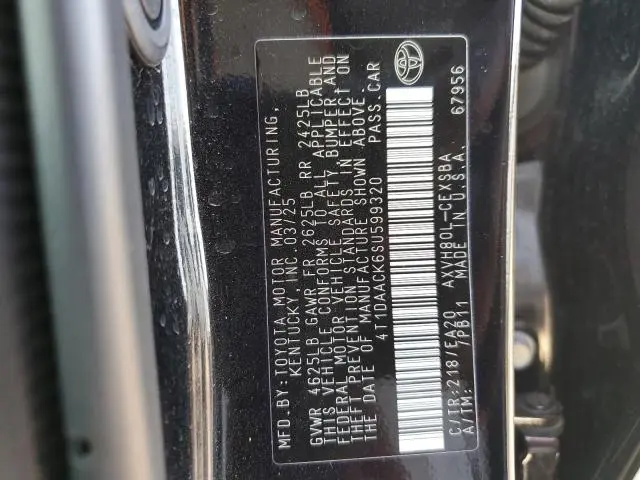 MFD.BY:TOYOTA MOTOR MANUFACTURING,
KENTUCKY,INC.03/25
GVWR 4625LB GAWR FR 2625LB RR 2425LB
THIS VEHICLE CONFORMS TO ALL APPLICABLE
FEDERAL MOTOR VEHICLE SAFETY, BUMPER AND
THEFT PREVENTION STANDARDS IN EFFECT ON
THE DATE OF MANUFACTURE SHOWN ABOVE.
4T1DAACK6SU599320 PASS.CAR
C/TR:218/EA20 AXVH80L-CEXSBA
A/TM: /PB11 MADE IN U.S.A. 67956